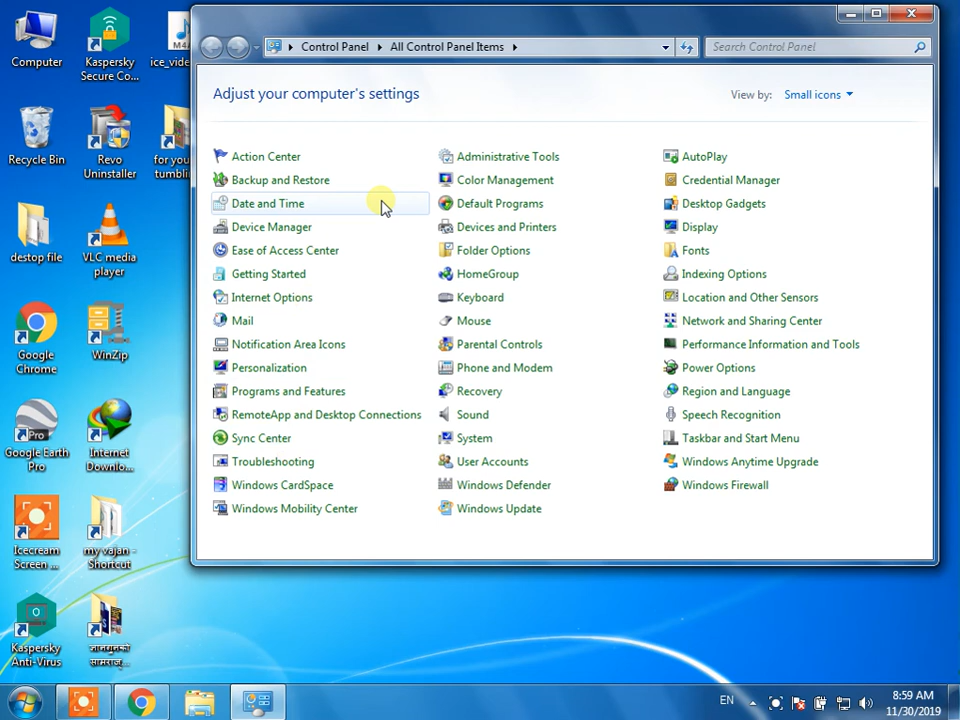 Computer
Kaspersky
Secure Co...
M4A
ice_vide
Recycle Bin
Revo
Uninstaller
for you
tumblin
destop file
VLC media
player
Google
Chrome
WinZip
Pro
Google Earth
Pro
Internet
Downlo...
Icecream
Screen ...
my vajan -
Shortcut
Kaspersky
Anti-Virus
Control Panel
All Control Panel Items
Search Control Panel
Adjust your computer's settings
View by:
Small icons
Action Center
Administrative Tools
AutoPlay
Backup and Restore
Color Management
Credential Manager
Date and Time
Default Programs
Desktop Gadgets
Device Manager
Devices and Printers
Display
Ease of Access Center
Folder Options
Fonts
Getting Started
HomeGroup
Indexing Options
Internet Options
Keyboard
Location and Other Sensors
Mail
Mouse
Network and Sharing Center
Notification Area Icons
Parental Controls
Performance Information and Tools
Personalization
Phone and Modem
Power Options
Programs and Features
Recovery
Region and Language
RemoteApp and Desktop Connections
Sound
Speech Recognition
Sync Center
System
Taskbar and Start Menu
Troubleshooting
User Accounts
Windows Anytime Upgrade
Windows CardSpace
Windows Defender
Windows Firewall
Windows Mobility Center
Windows Update
EN
8:59 AM
11/30/2019